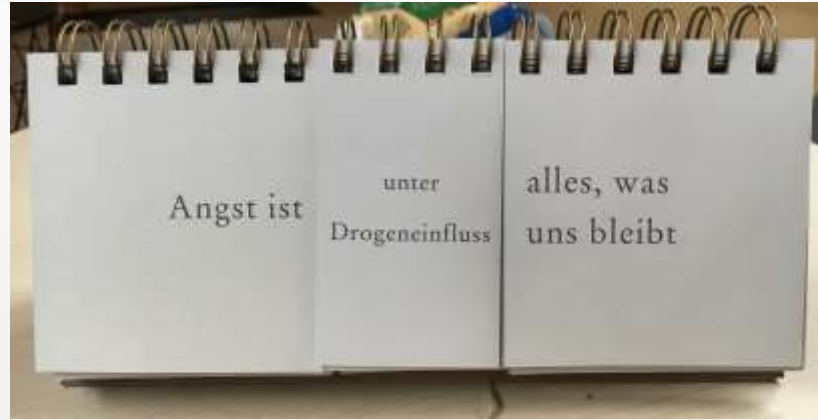 Angst ist
unter
Drogeneinfluss
alles, was
uns bleibt